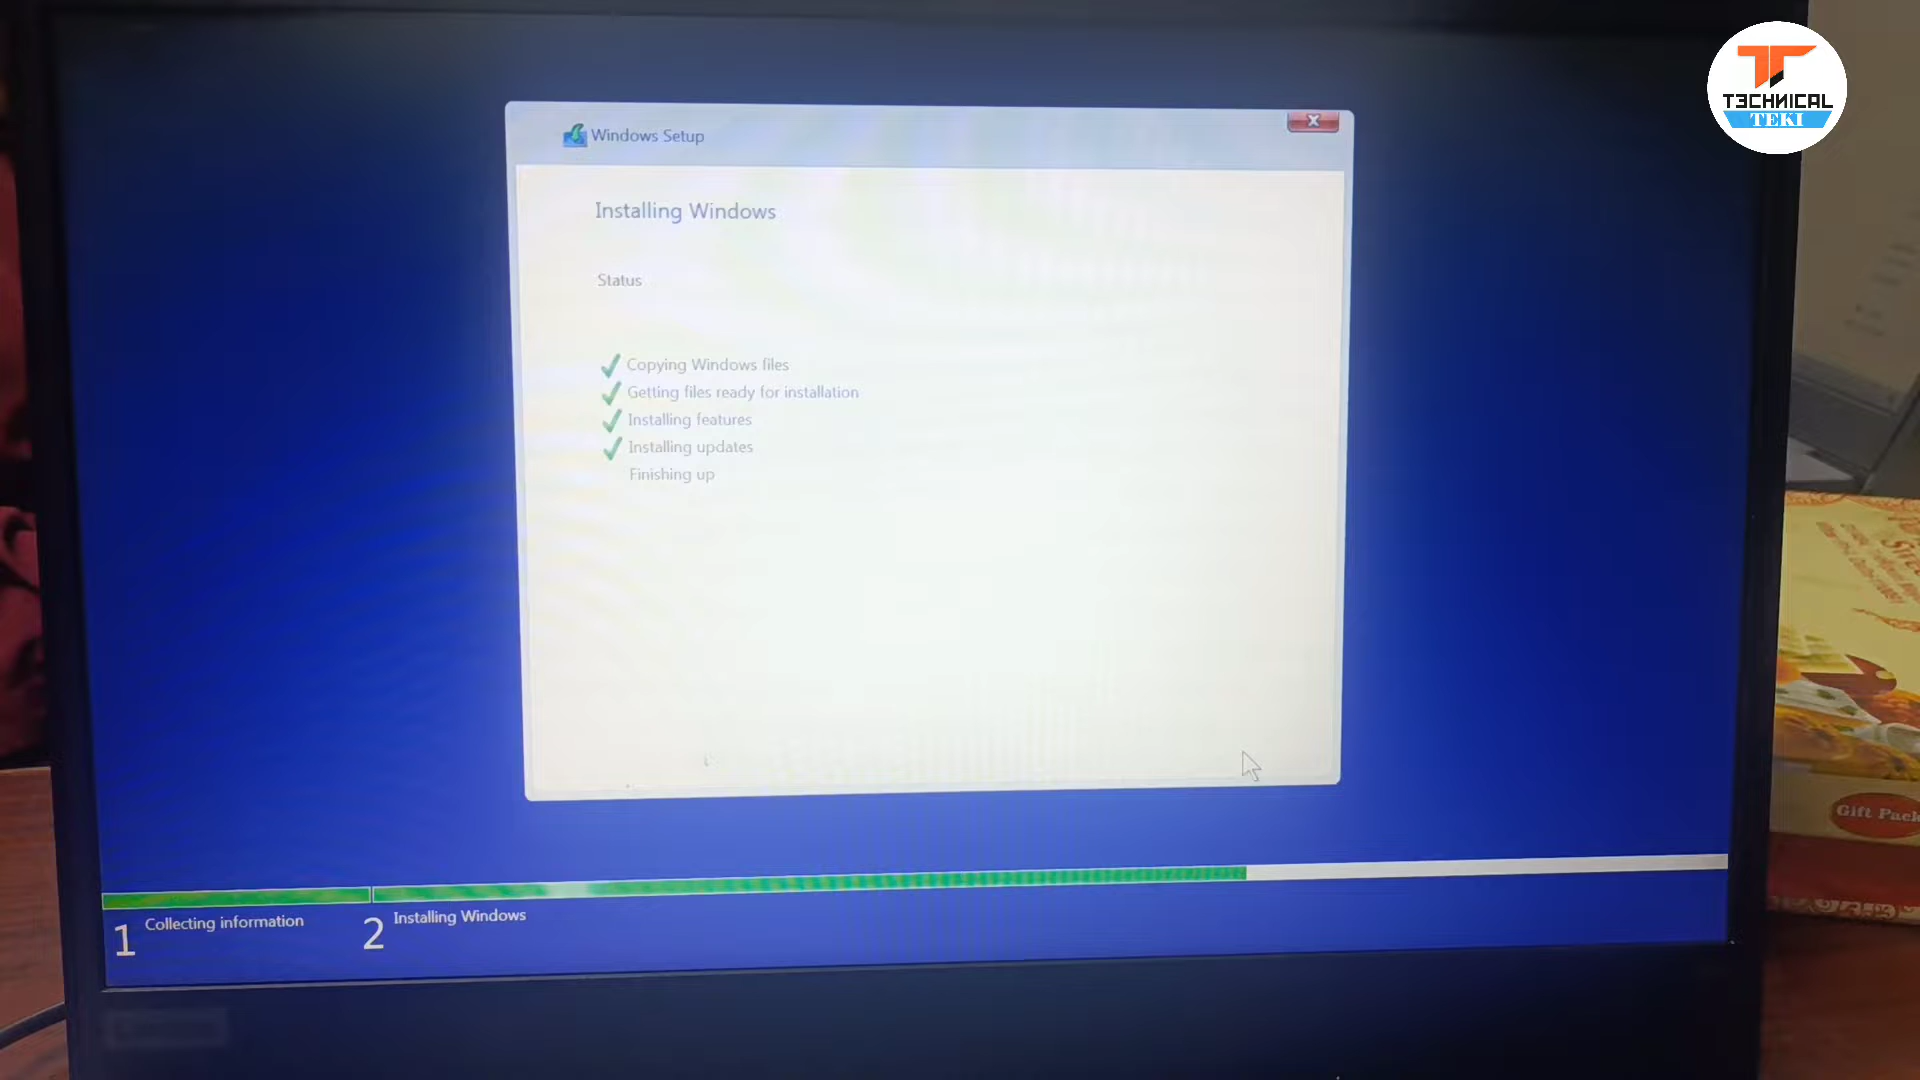 TECHNICAL
TEKI
Windows Setup
Installing Windows
Status
Copying Windows files
Getting files ready for installation
Installing features
Installing updates
Finishing up
1 Collecting information
2 Installing Windows
Gift Pack